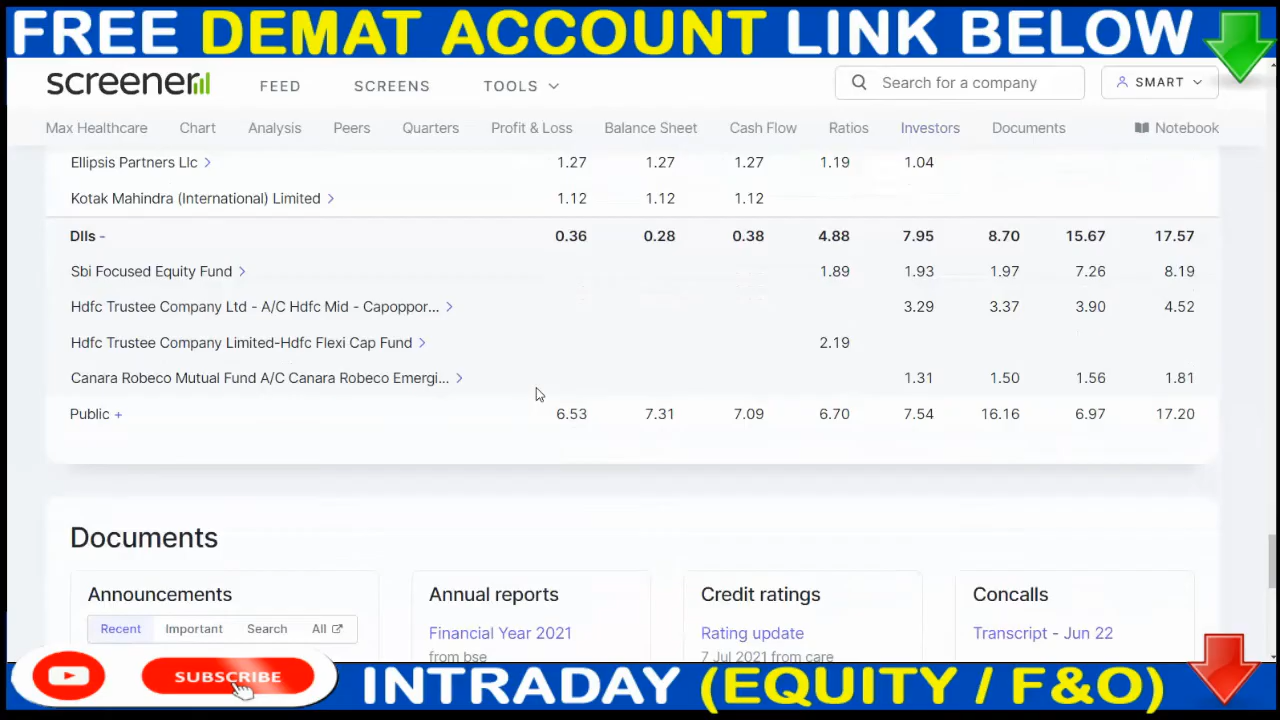 FREE DEMAT ACCOUNT LINK BELOW
screener FEED SCREENS TOOLS Search for a company SMART
Max Healthcare Chart Analysis Peers Quarters Profit & Loss Balance Sheet Cash Flow Ratios Investors Documents Notebook
Ellipsis Partners Llc > 1.27 1.27 1.27 1.19 1.04
Kotak Mahindra (International) Limited > 1.12 1.12 1.12
DIIs - 0.36 0.28 0.38 4.88 7.95 8.70 15.67 17.57
Sbi Focused Equity Fund > 1.89 1.93 1.97 7.26 8.19
Hdfc Trustee Company Ltd - A/C Hdfc Mid - Capoppor... > 3.29 3.37 3.90 4.52
Hdfc Trustee Company Limited-Hdfc Flexi Cap Fund > 2.19
Canara Robeco Mutual Fund A/C Canara Robeco Emergi... > 1.31 1.50 1.56 1.81
Public + 6.53 7.31 7.09 6.70 7.54 16.16 6.97 17.20
Documents
Announcements Annual reports Credit ratings Concalls
Recent Important Search All Financial Year 2021 Rating update Transcript - Jun 22
from bse 7 Jul 2021 from care
SUBSCRIBE INTRADAY (EQUITY / F&O)